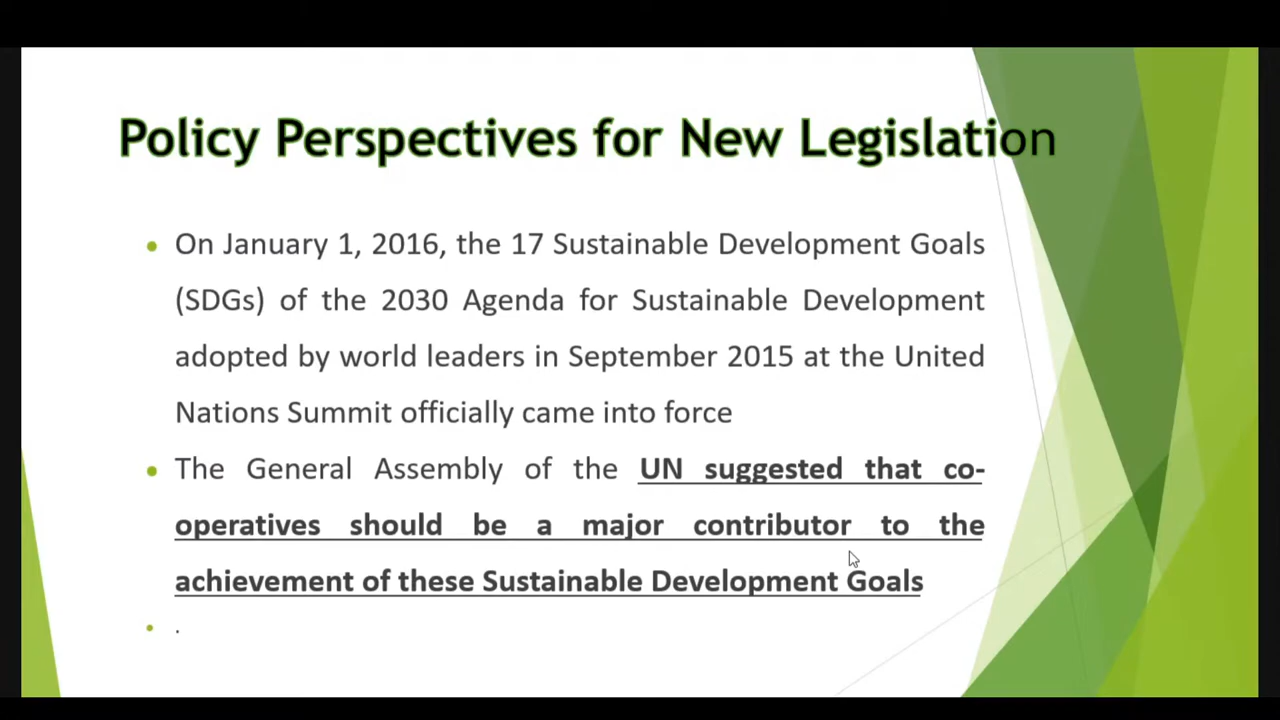 Policy Perspectives for New Legislation
• On January 1, 2016, the 17 Sustainable Development Goals
(SDGs) of the 2030 Agenda for Sustainable Development
adopted by world leaders in September 2015 at the United
Nations Summit officially came into force
• The General Assembly of the UN suggested that co-
operatives should be a major contributor to the
achievement of these Sustainable Development Goals
• .